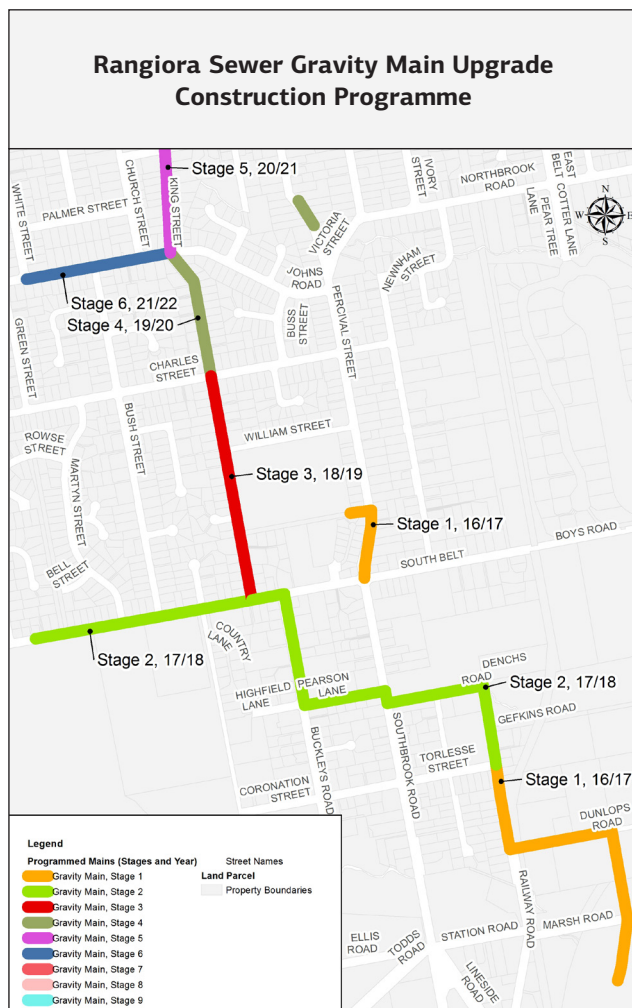 Rangiora Sewer Gravity Main Upgrade
Construction Programme
Stage 5, 20/21
IVORY
STREET
NORTHBROOK
ROAD
EAST
BELT
COTTER LANE
PEAR TREE
LANE
N
W
E
S
WHITE STREET
CHURCH
STREET
KING STREET
PALMER STREET
VICTORIA
STREET
NEWNHAM
STREET
JOHNS
ROAD
Stage 6, 21/22
Stage 4, 19/20
BUSS
STREET
PERCIVAL STREET
GREEN STREET
CHARLES
STREET
BUSH STREET
WILLIAM STREET
ROWSE
STREET
MARTYN STREET
Stage 3, 18/19
Stage 1, 16/17
BOYS ROAD
SOUTH BELT
BELL
STREET
COUNTRY
LANE
Stage 2, 17/18
DENCHS
ROAD
Stage 2, 17/18
HIGHFIELD
LANE
PEARSON
LANE
GEFKINS ROAD
BUCKLEYS ROAD
SOUTHBROOK ROAD
TORLESSE
STREET
CORONATION
STREET
Stage 1, 16/17
DUNLOPS
ROAD
RAILWAY ROAD
MARSH ROAD
STATION ROAD
ELLIS
ROAD
TODDS
ROAD
LINESIDE
ROAD
Legend
Programmed Mains (Stages and Year)
Gravity Main, Stage 1
Gravity Main, Stage 2
Gravity Main, Stage 3
Gravity Main, Stage 4
Gravity Main, Stage 5
Gravity Main, Stage 6
Gravity Main, Stage 7
Gravity Main, Stage 8
Gravity Main, Stage 9
Street Names
Land Parcel
Property Boundaries